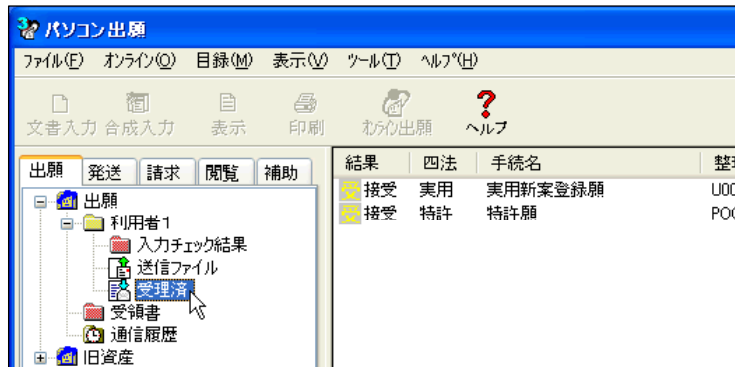 パソコン出願
ファイル(F) オンライン(O) 目録(M) 表示(V) ツール(T) ヘルプ(H)
文書入力 合成入力 表示 印刷 オンライン出願 ヘルプ
出願 発送 請求 閲覧 補助
結果 四法 手続名
受 接受 実用 実用新案登録願 U00
受 接受 特許 特許願
出願
利用者1
入力チェック結果
送信ファイル
受理済
受領書
通信履歴
旧資産